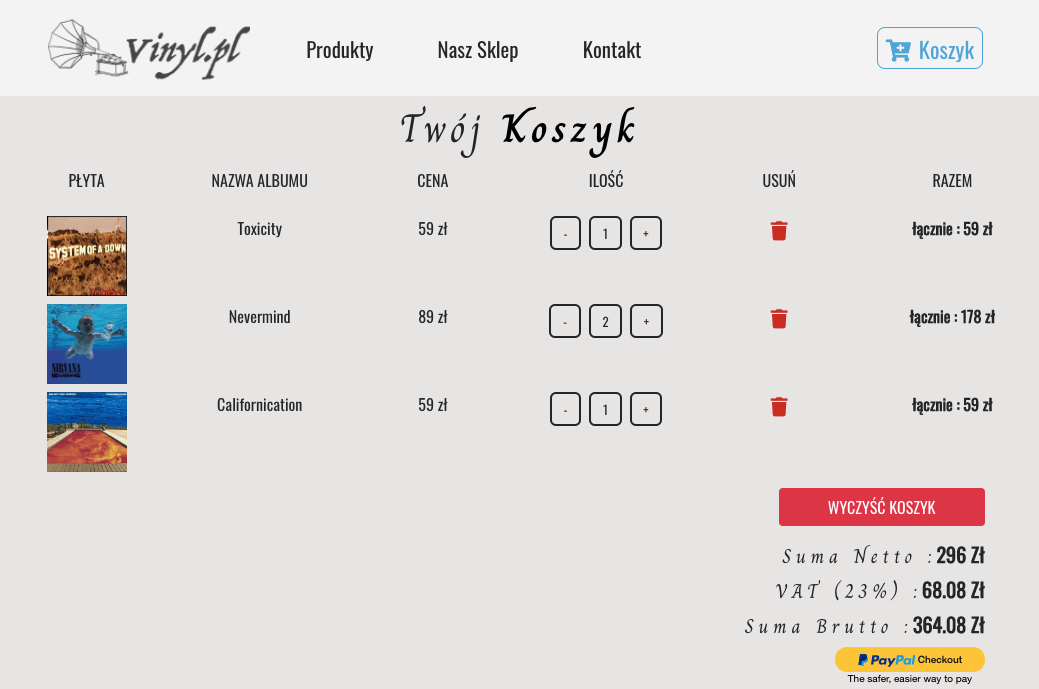 Vinyl.pl
Produkty Nasz Sklep Kontakt Koszyk
Twój Koszyk
PŁYTA NAZWA ALBUMU CENA ILOŚĆ USUŃ RAZEM
SYSTEM OF A DOWN
Toxicity 59 zł - 1 + łącznie : 59 zł
Nevermind 89 zł - 2 + łącznie : 178 zł
NIRVANA
Californication 59 zł - 1 + łącznie : 59 zł
WYCZYŚĆ KOSZYK
Suma Netto : 296 Zł
VAT (23%) : 68.08 Zł
Suma Brutto : 364.08 Zł
PayPal Checkout
The safer, easier way to pay